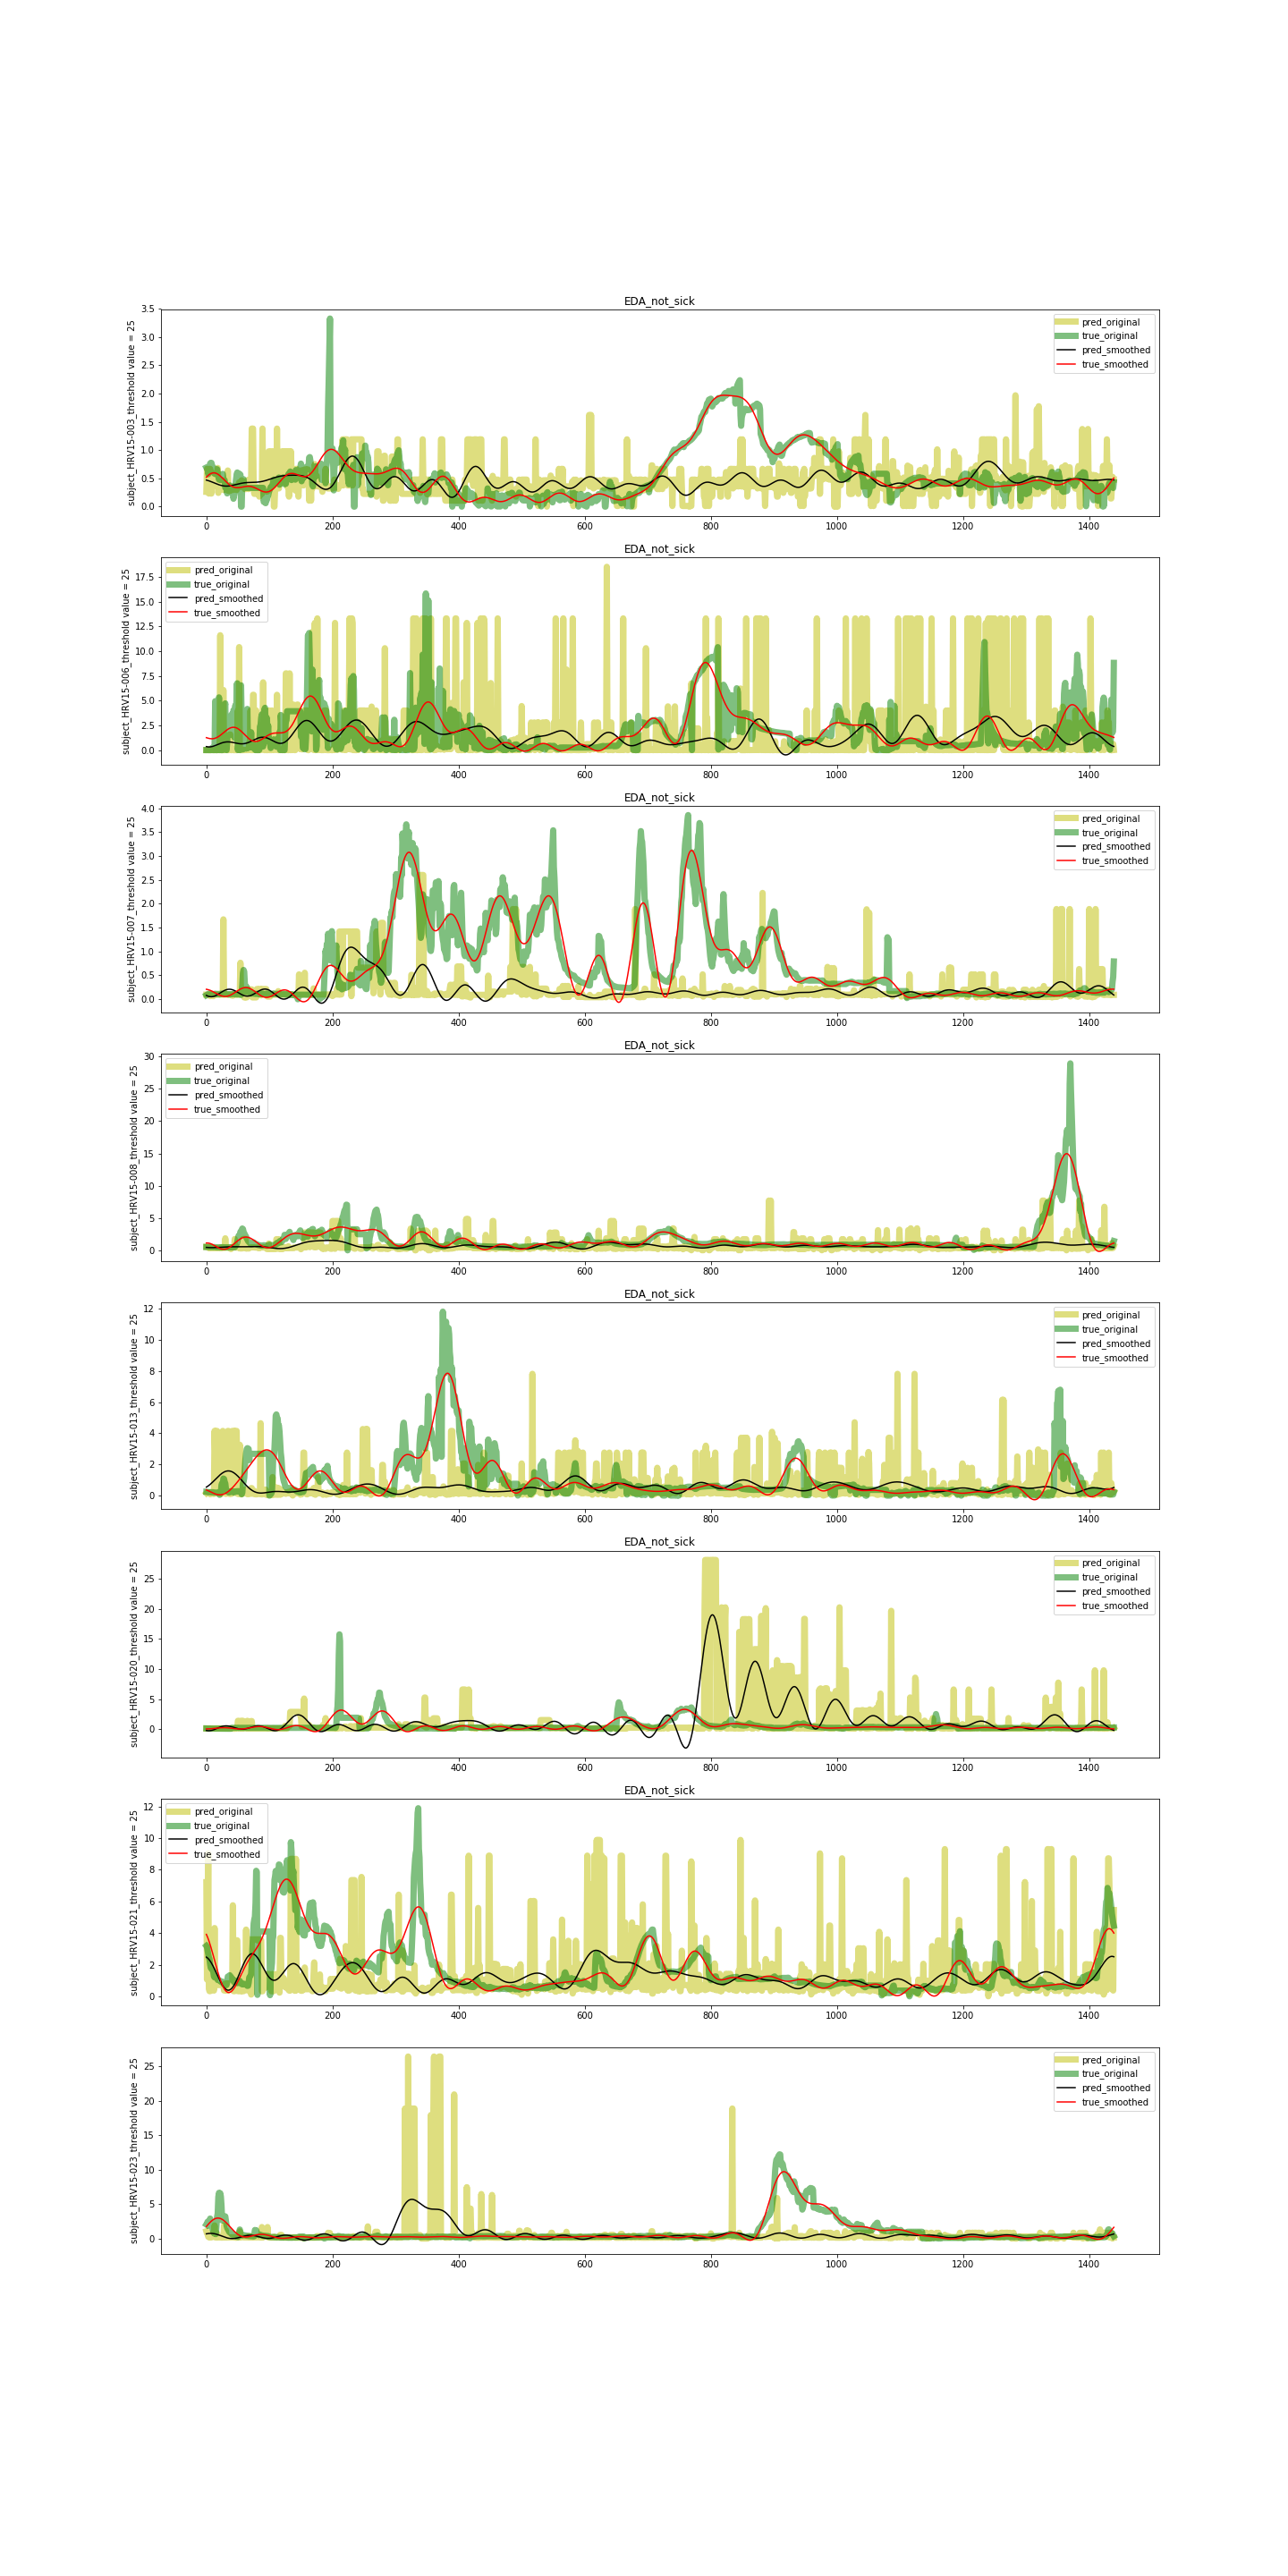 EDA_not_sick
subject_HRV15-003_threshold value = 25
3.5
3.0
2.5
2.0
1.5
1.0
0.5
0.0
pred_original
true_original
pred_smoothed
true_smoothed
0 200 400 600 800 1000 1200 1400
EDA_not_sick
subject_HRV15-006_threshold value = 25
17.5
15.0
12.5
10.0
7.5
5.0
2.5
0.0
pred_original
true_original
pred_smoothed
true_smoothed
0 200 400 600 800 1000 1200 1400
EDA_not_sick
subject_HRV15-007_threshold value = 25
4.0
3.5
3.0
2.5
2.0
1.5
1.0
0.5
0.0
pred_original
true_original
pred_smoothed
true_smoothed
0 200 400 600 800 1000 1200 1400
EDA_not_sick
subject_HRV15-008_threshold value = 25
30
25
20
15
10
5
0
pred_original
true_original
pred_smoothed
true_smoothed
0 200 400 600 800 1000 1200 1400
EDA_not_sick
subject_HRV15-013_threshold value = 25
12
10
8
6
4
2
0
pred_original
true_original
pred_smoothed
true_smoothed
0 200 400 600 800 1000 1200 1400
EDA_not_sick
subject_HRV15-020_threshold value = 25
25
20
15
10
5
0
pred_original
true_original
pred_smoothed
true_smoothed
0 200 400 600 800 1000 1200 1400
EDA_not_sick
subject_HRV15-021_threshold value = 25
12
10
8
6
4
2
0
pred_original
true_original
pred_smoothed
true_smoothed
0 200 400 600 800 1000 1200 1400
subject_HRV15-023_threshold value = 25
25
20
15
10
5
0
pred_original
true_original
pred_smoothed
true_smoothed
0 200 400 600 800 1000 1200 1400